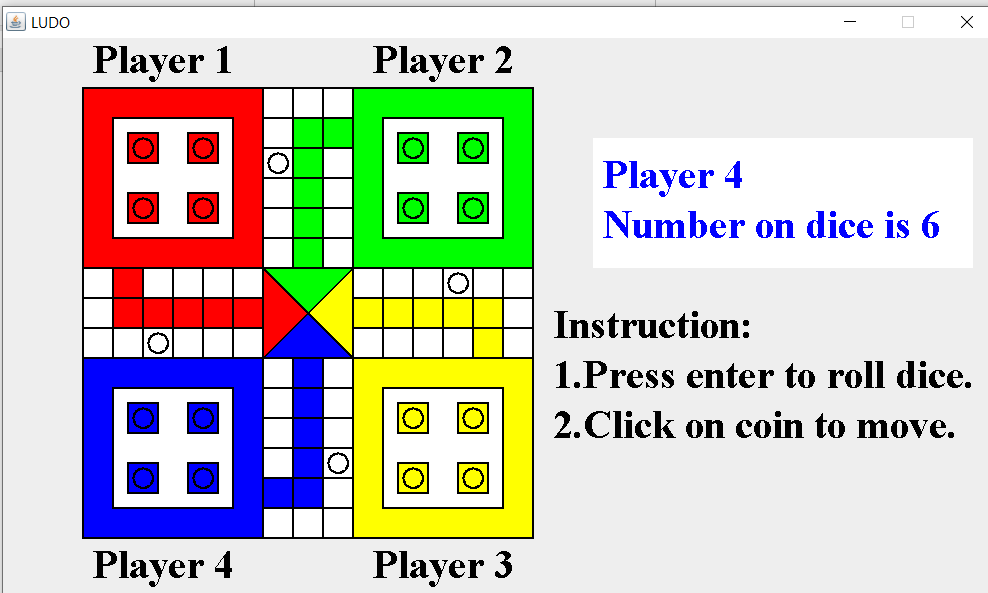 LUDO
Player 1
Player 2
Player 4
Number on dice is 6
Instruction:
1.Press enter to roll dice.
2.Click on coin to move.
Player 4
Player 3